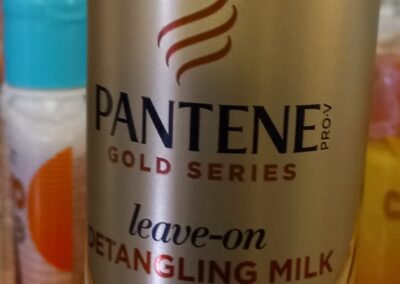 PANTENE
PRO-V
GOLD SERIES
leave-on
DETANGLING MILK